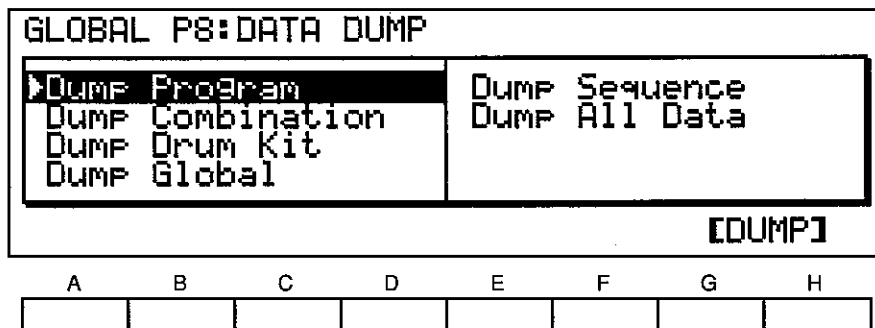 GLOBAL P8:DATA DUMP
Dump Program
Dump Combination
Dump Drum Kit
Dump Global
Dump Sequence
Dump All Data
[DUMP]
A B C D E F G H